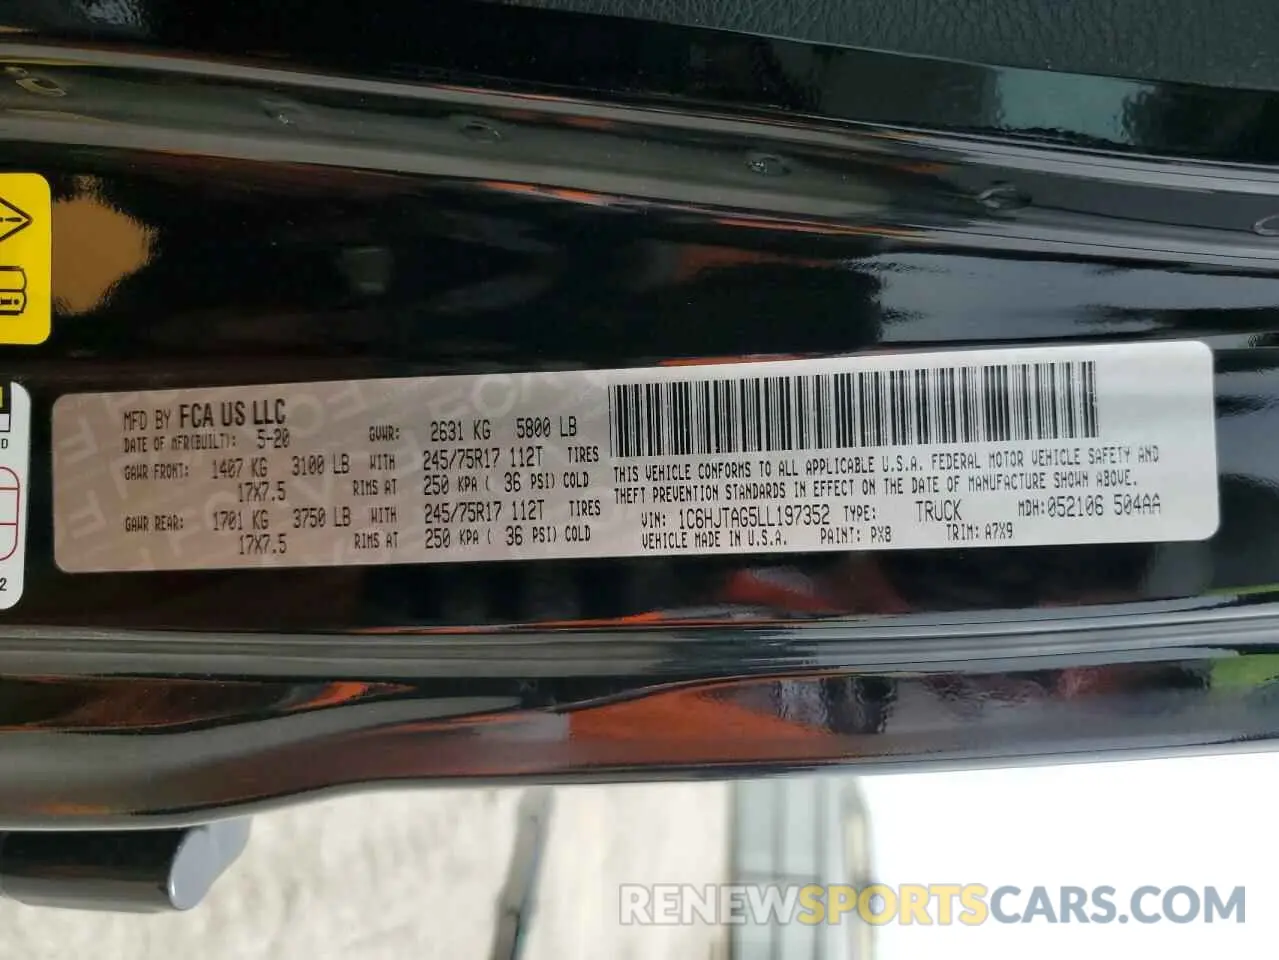 MFD BY FCA US LLC
DATE OF MFR(BUILT): 5-20 GVWR: 2631 KG 5800 LB
GAWR FRONT: 1407 KG 3100 LB WITH 245/75R17 112T TIRES
17X7.5 RIMS AT 250 KPA ( 36 PSI) COLD
GAWR REAR: 1701 KG 3750 LB WITH 245/75R17 112T TIRES
17X7.5 RIMS AT 250 KPA ( 36 PSI) COLD
THIS VEHICLE CONFORMS TO ALL APPLICABLE U.S.A. FEDERAL MOTOR VEHICLE SAFETY AND
THEFT PREVENTION STANDARDS IN EFFECT ON THE DATE OF MANUFACTURE SHOWN ABOVE.
VIN: 1C6HJTAG5LL197352 TYPE: TRUCK MDH:052106 504AA
VEHICLE MADE IN U.S.A. PAINT: PX8 TRIM: A7X9
RENEWSPORTSCARS.COM